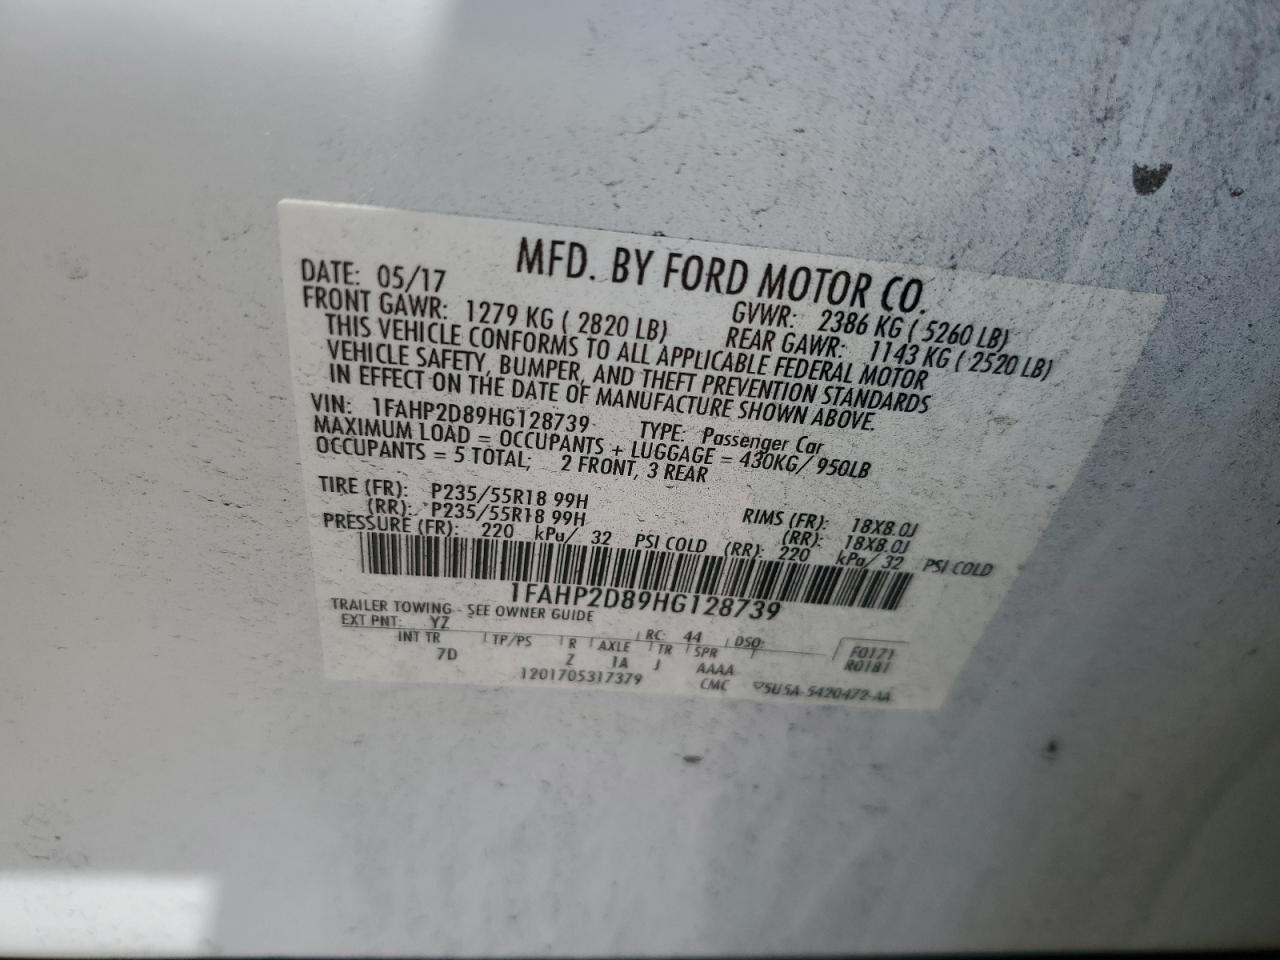 MFD. BY FORD MOTOR CO.
DATE: 05/17 GVWR: 2386 KG ( 5260 LB)
FRONT GAWR: 1279 KG ( 2820 LB) REAR GAWR: 1143 KG ( 2520 LB)
THIS VEHICLE CONFORMS TO ALL APPLICABLE FEDERAL MOTOR
VEHICLE SAFETY, BUMPER, AND THEFT PREVENTION STANDARDS
IN EFFECT ON THE DATE OF MANUFACTURE SHOWN ABOVE.
VIN: 1FAHP2D89HG128739 TYPE: Passenger Car
MAXIMUM LOAD = OCCUPANTS + LUGGAGE = 430KG/ 950LB
OCCUPANTS = 5 TOTAL; 2 FRONT, 3 REAR
TIRE (FR): P235/55R18 99H RIMS (FR): 18X8.0J
(RR): P235/55R18 99H (RR): 18X8.0J
PRESSURE (FR): 220 kPa/ 32 PSI COLD (RR): 220 kPa/ 32 PSI COLD
1FAHP2D89HG128739
TRAILER TOWING - SEE OWNER GUIDE
EXT PNT: YZ RC: 44 DSO: F0171
INT TR TP/PS R AXLE TR SPR R0181
7D Z 1A J AAAA
1201705317379 CMC 5U5A-5420472-AA